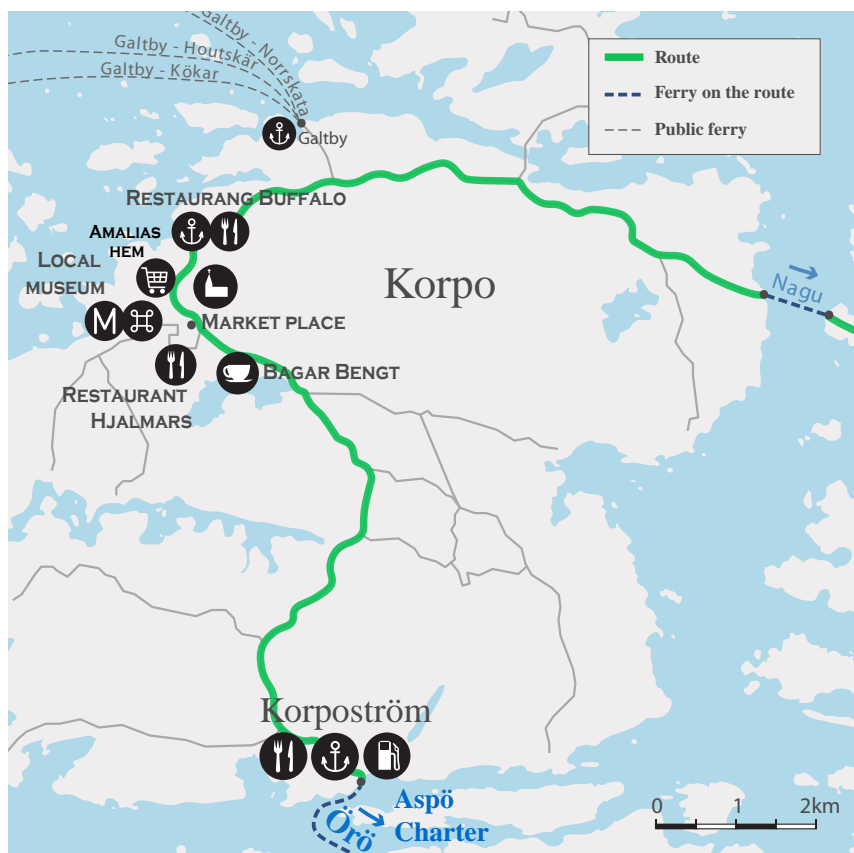 Galtby - Norrskata
Galtby - Houtskär
Galtby - Kökar
Galtby
Route
Ferry on the route
Public ferry
RESTAURANG BUFFALO
AMALIAS
HEM
LOCAL
MUSEUM
M
Korpo
Nagu
MARKET PLACE
BAGAR BENGT
RESTAURANT
HJALMARS
Korpoström
Örö
Aspö
Charter
0 1 2km